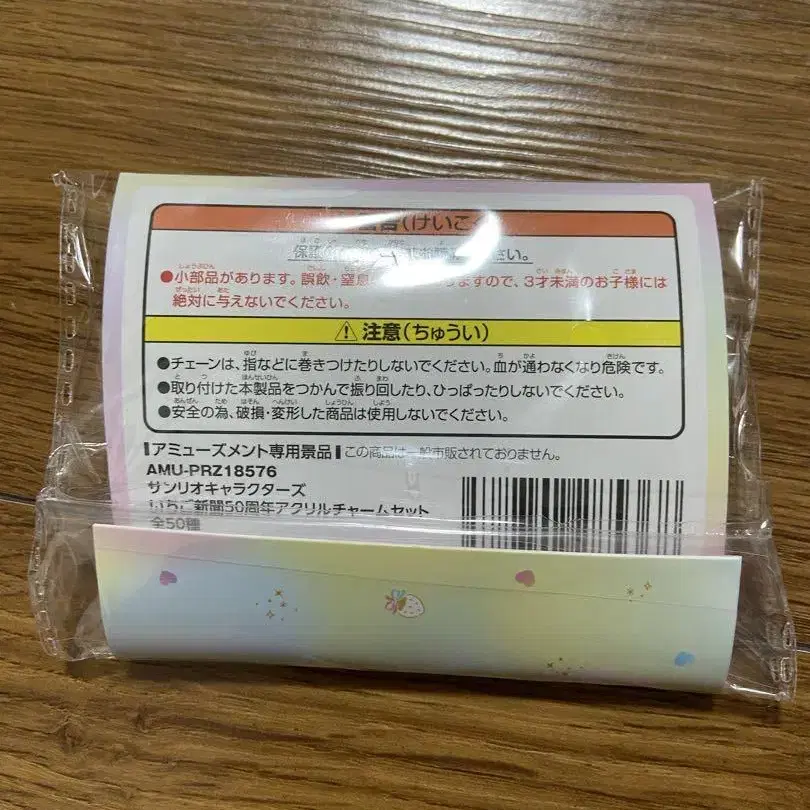 (けいこく
保護
さい。
●小部品があります。誤飲・窒息 ますので、3才未満のお子様には
絶対に与えないでください。
⚠注意(ちゅうい)
●チェーンは、指などに巻きつけたりしないでください。血が通わなくなり危険です。
●取り付けた本製品をつかんで振り回したり、ひっぱったりしないでください。
●安全の為、破損・変形した商品は使用しないでください。
|アミューズメント専用景品|この商品は一般市販されておりません。
AMU-PRZ18576
サンリオキャラクターズ
いちご新聞50周年アクリルチャームセット
全50種